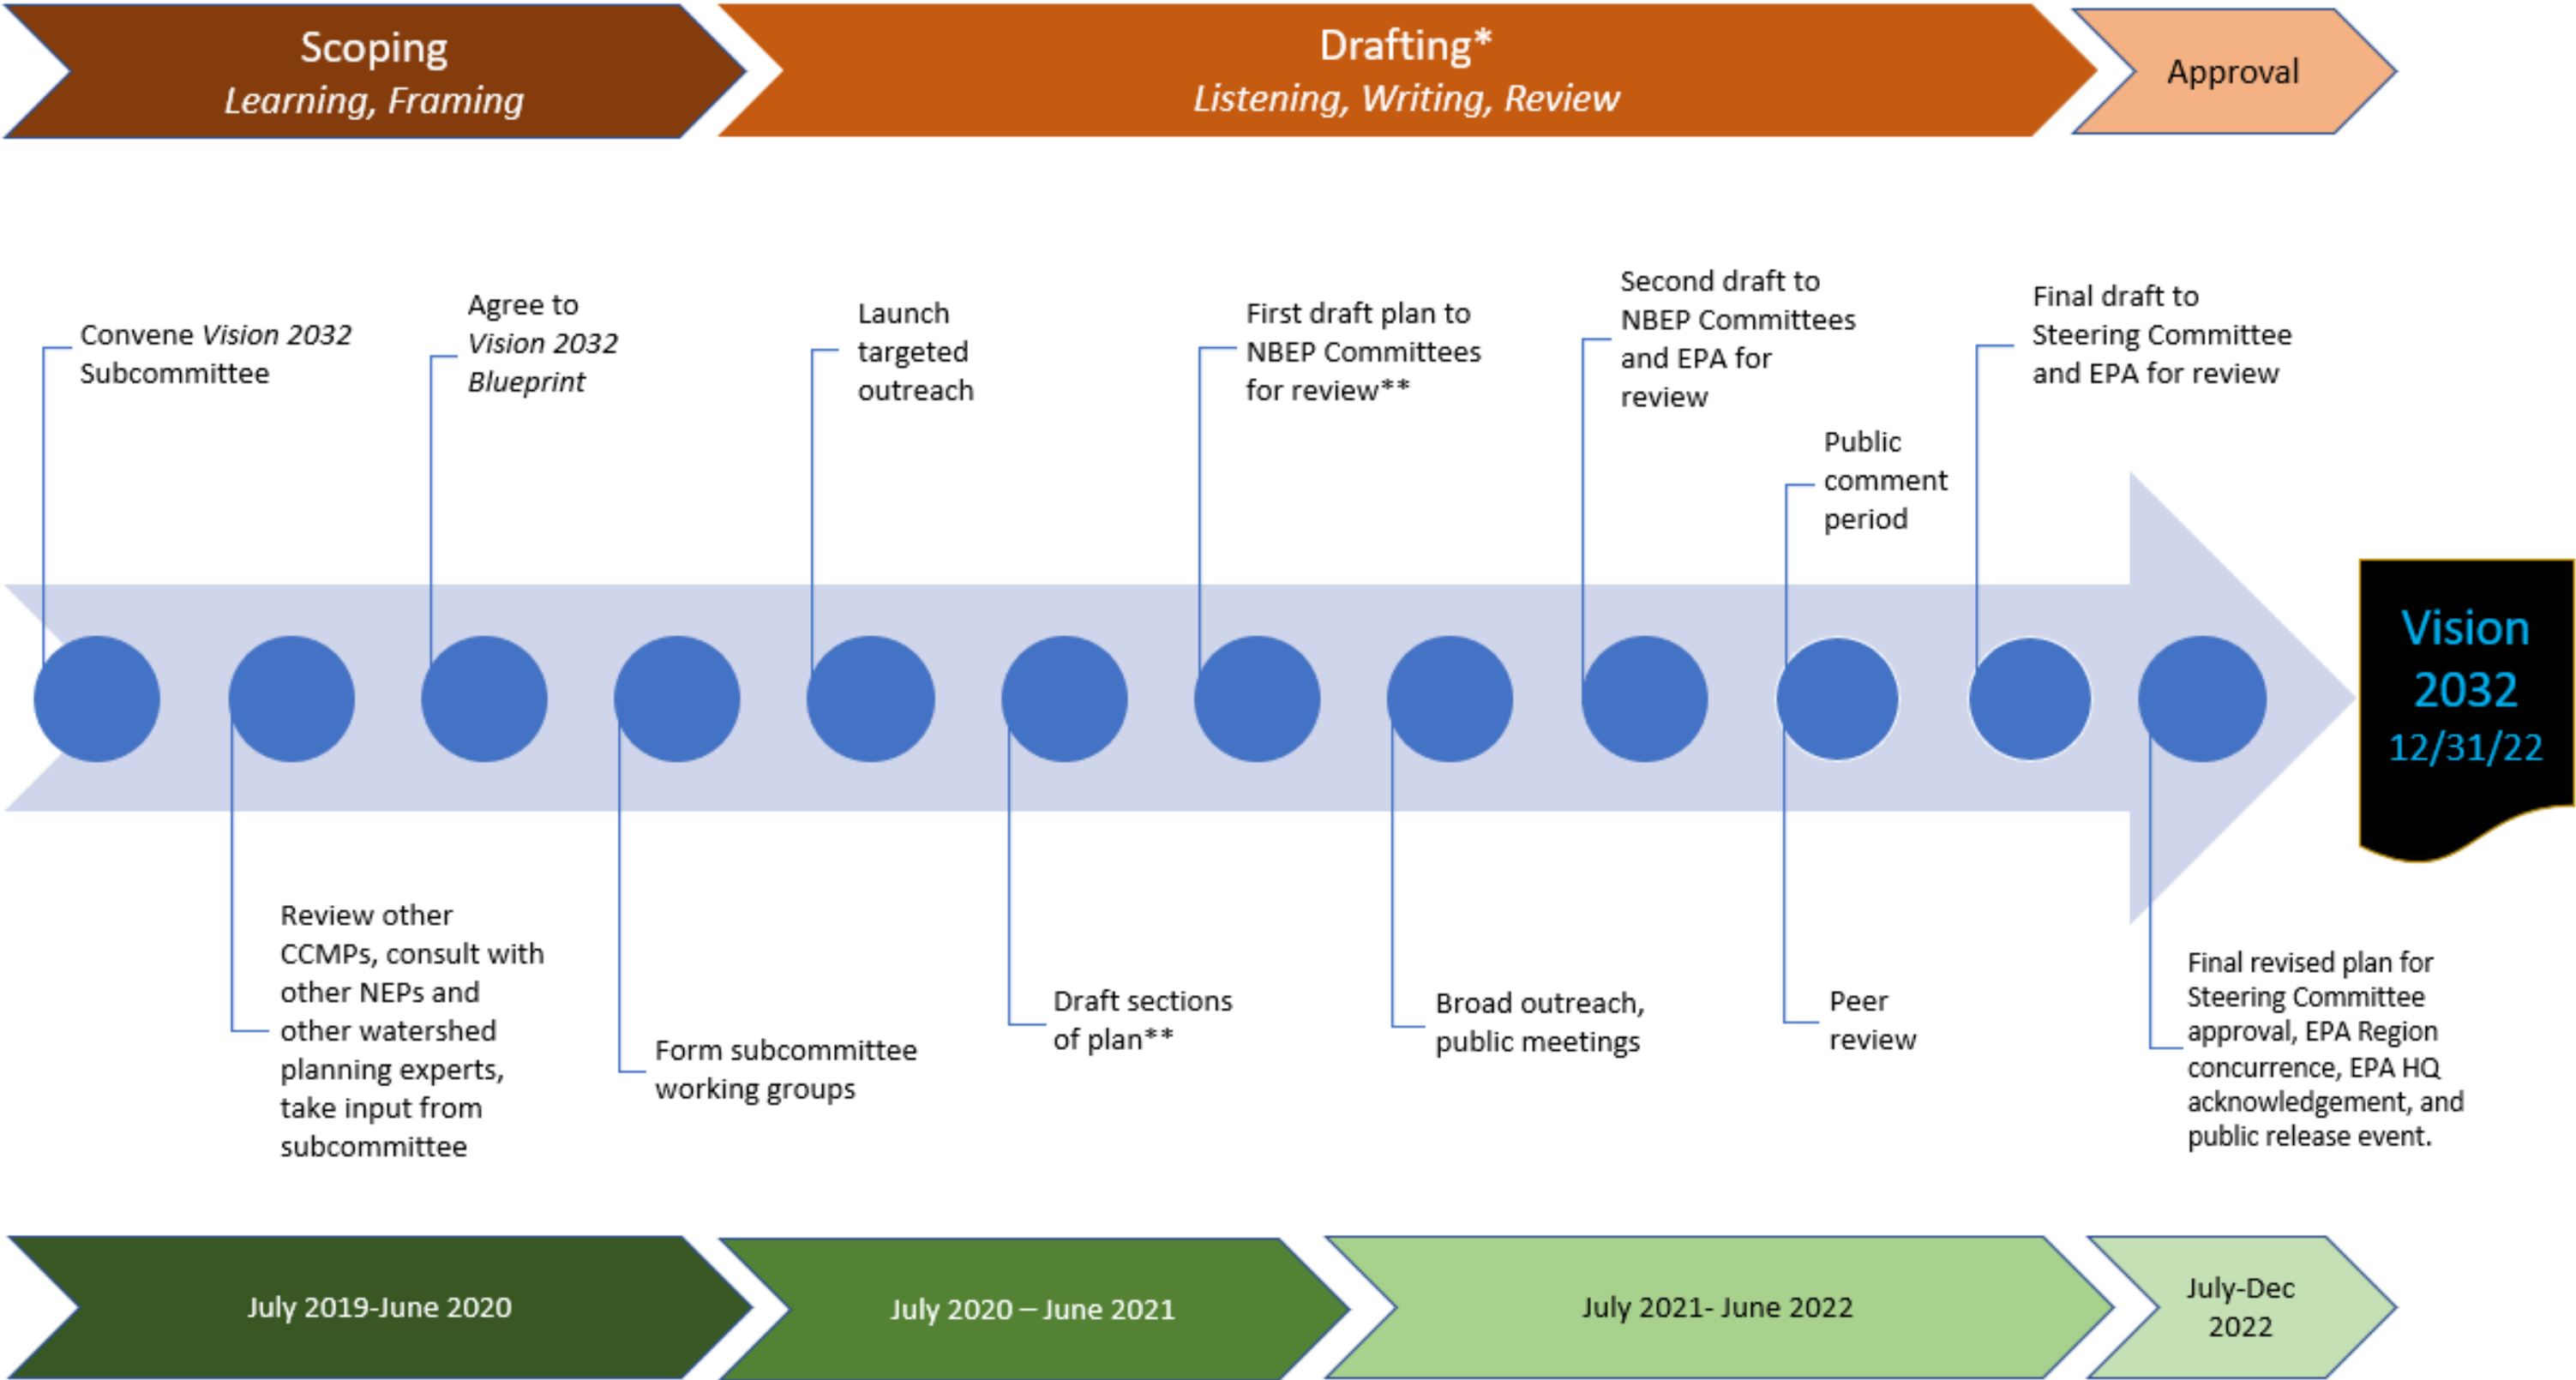 Scoping
Learning, Framing
Drafting*
Listening, Writing, Review
Approval
Convene Vision 2032
Subcommittee
Agree to
Vision 2032
Blueprint
Launch
targeted
outreach
First draft plan to
NBEP Committees
for review**
Second draft to
NBEP Committees
and EPA for
review
Public
comment
period
Final draft to
Steering Committee
and EPA for review
Vision
2032
12/31/22
Review other
CCMPs, consult with
other NEPs and
other watershed
planning experts,
take input from
subcommittee
Form subcommittee
working groups
Draft sections
of plan**
Broad outreach,
public meetings
Peer
review
Final revised plan for
Steering Committee
approval, EPA Region
concurrence, EPA HQ
acknowledgement, and
public release event.
July 2019-June 2020
July 2020 – June 2021
July 2021- June 2022
July-Dec
2022